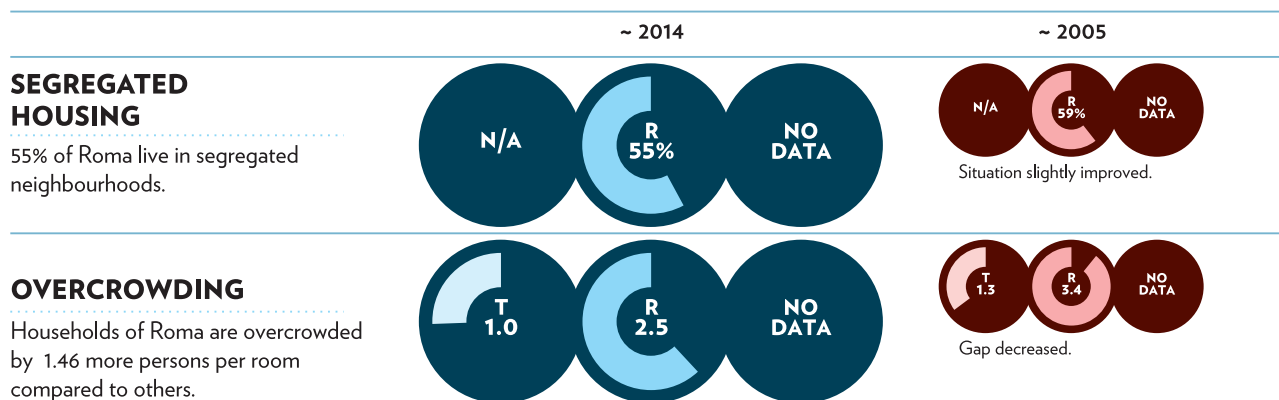 ~ 2014
~ 2005
SEGREGATED
HOUSING
55% of Roma live in segregated
neighbourhoods.
N/A
R
55%
NO
DATA
N/A
R
59%
NO
DATA
Situation slightly improved.
OVERCROWDING
Households of Roma are overcrowded
by 1.46 more persons per room
compared to others.
T
1.0
R
2.5
NO
DATA
T
1.3
R
3.4
NO
DATA
Gap decreased.